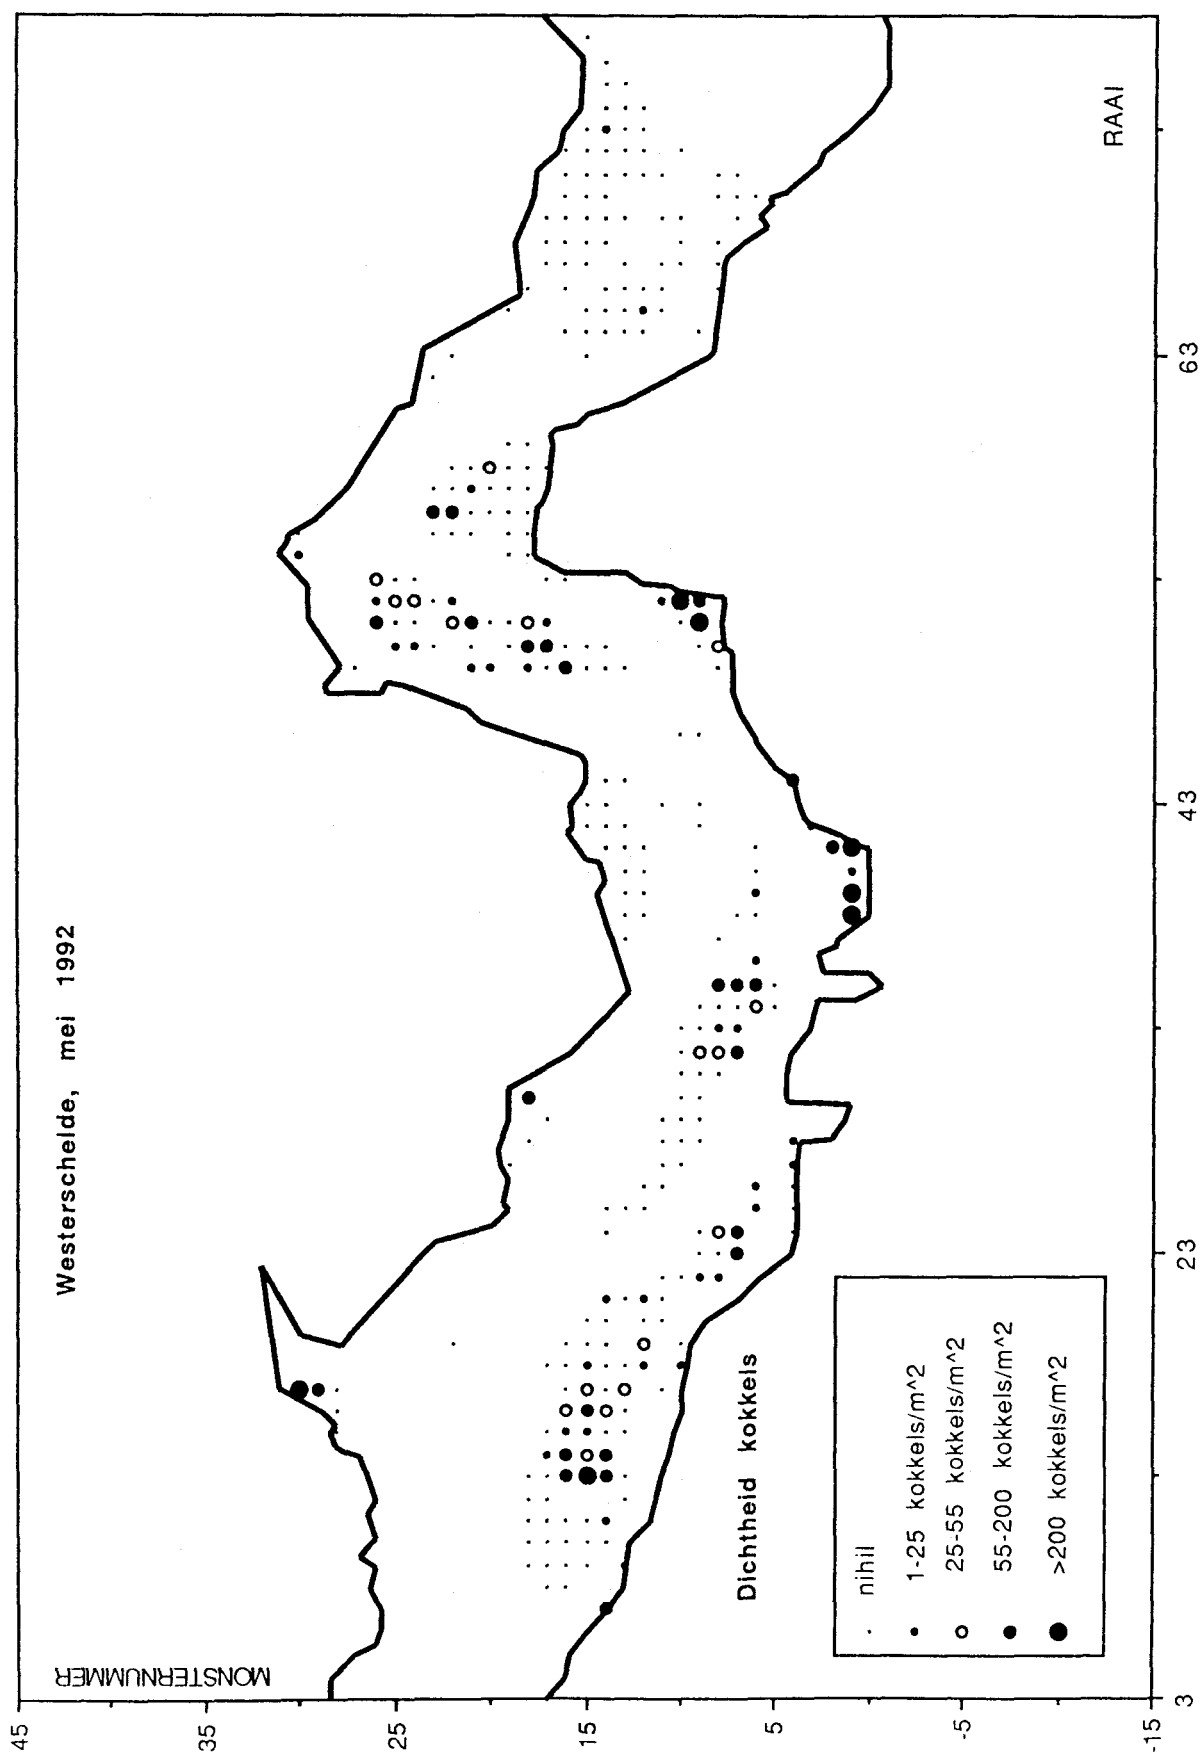 Westerschelde, mei 1992
MONSTERNUMMER
45
35
25
15
5
-5
-15
3
23
43
63
RAAI
Dichtheid kokkels
nihil
1-25 kokkels/m^2
25-55 kokkels/m^2
55-200 kokkels/m^2
>200 kokkels/m^2